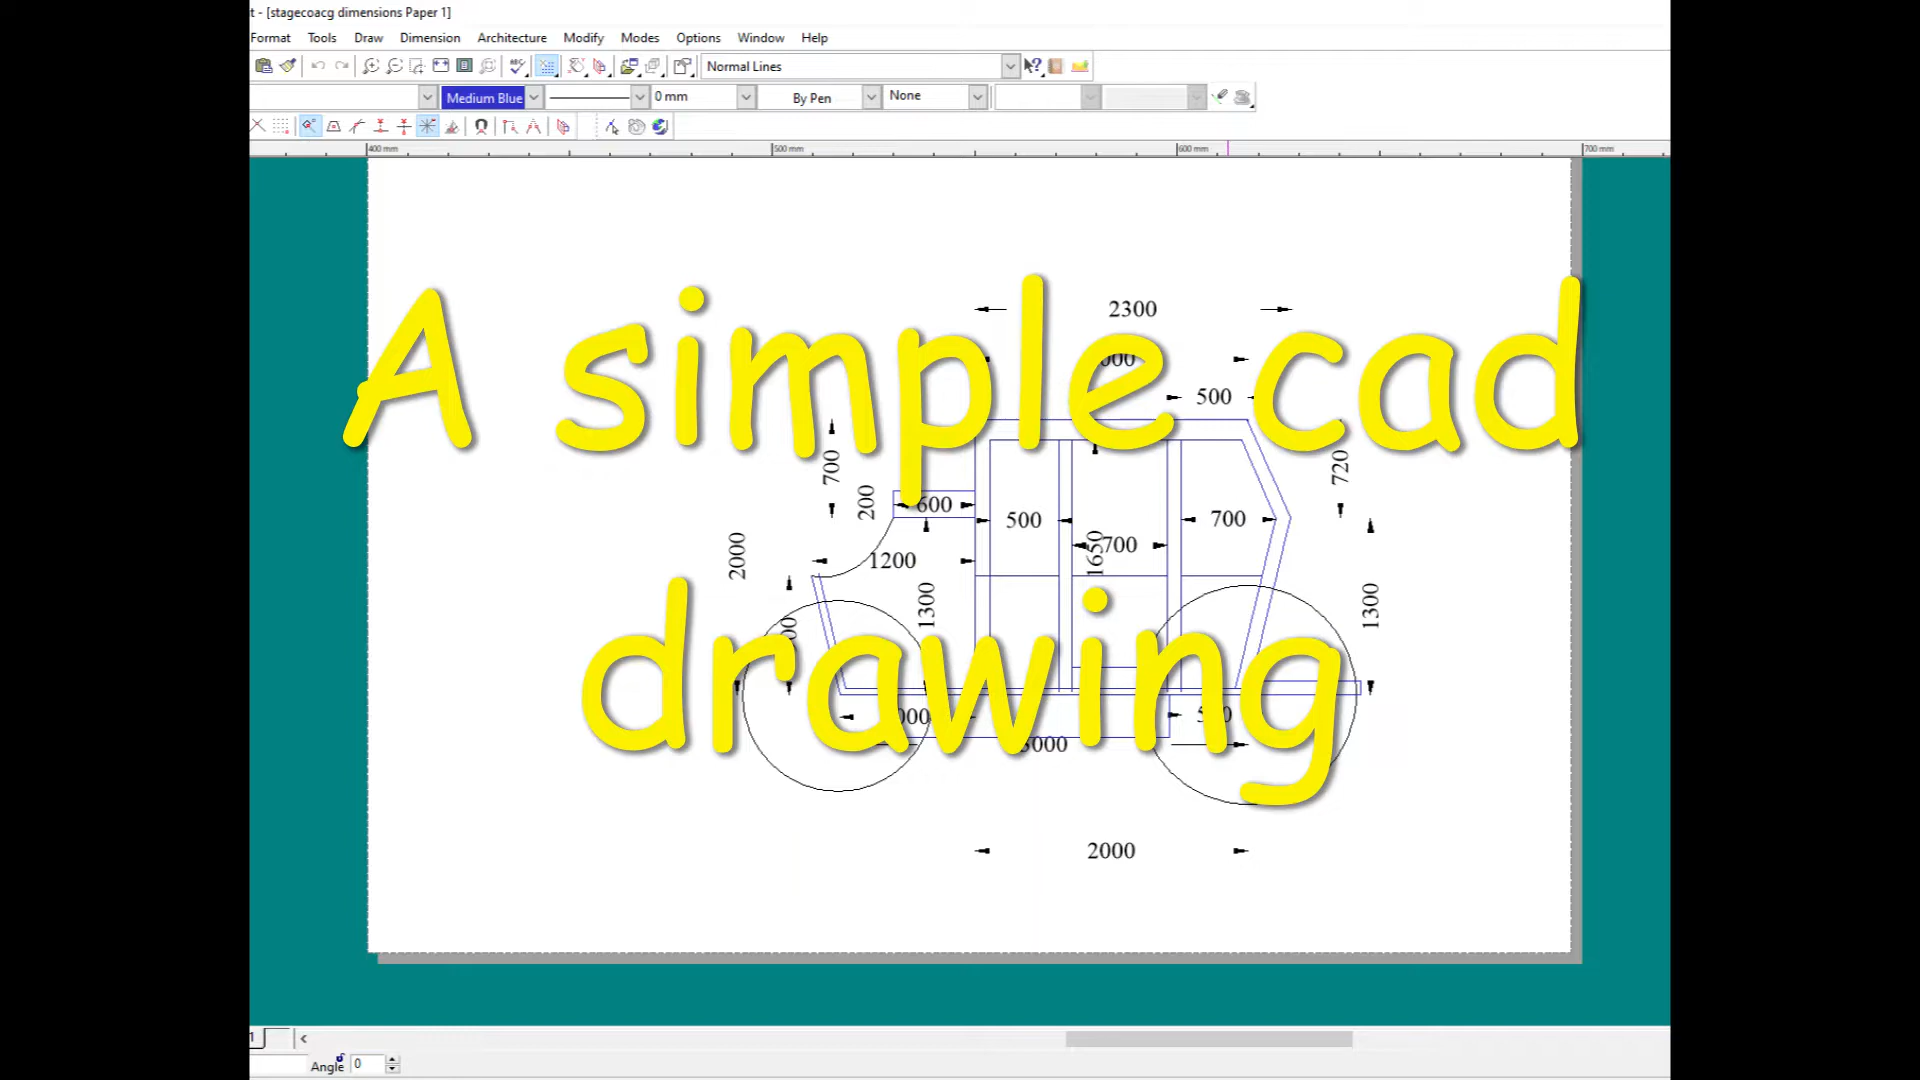 t - [stagecoacg dimensions Paper 1]
Format Tools Draw Dimension Architecture Modify Modes Options Window Help
Normal Lines
Medium Blue 0 mm By Pen None
400 mm 500 mm 600 mm 700 mm
A simple cad
drawing
2300
500
700
720
200
600
500
700
2000
1200
1650
700
1300
1300
2000
Angle 0